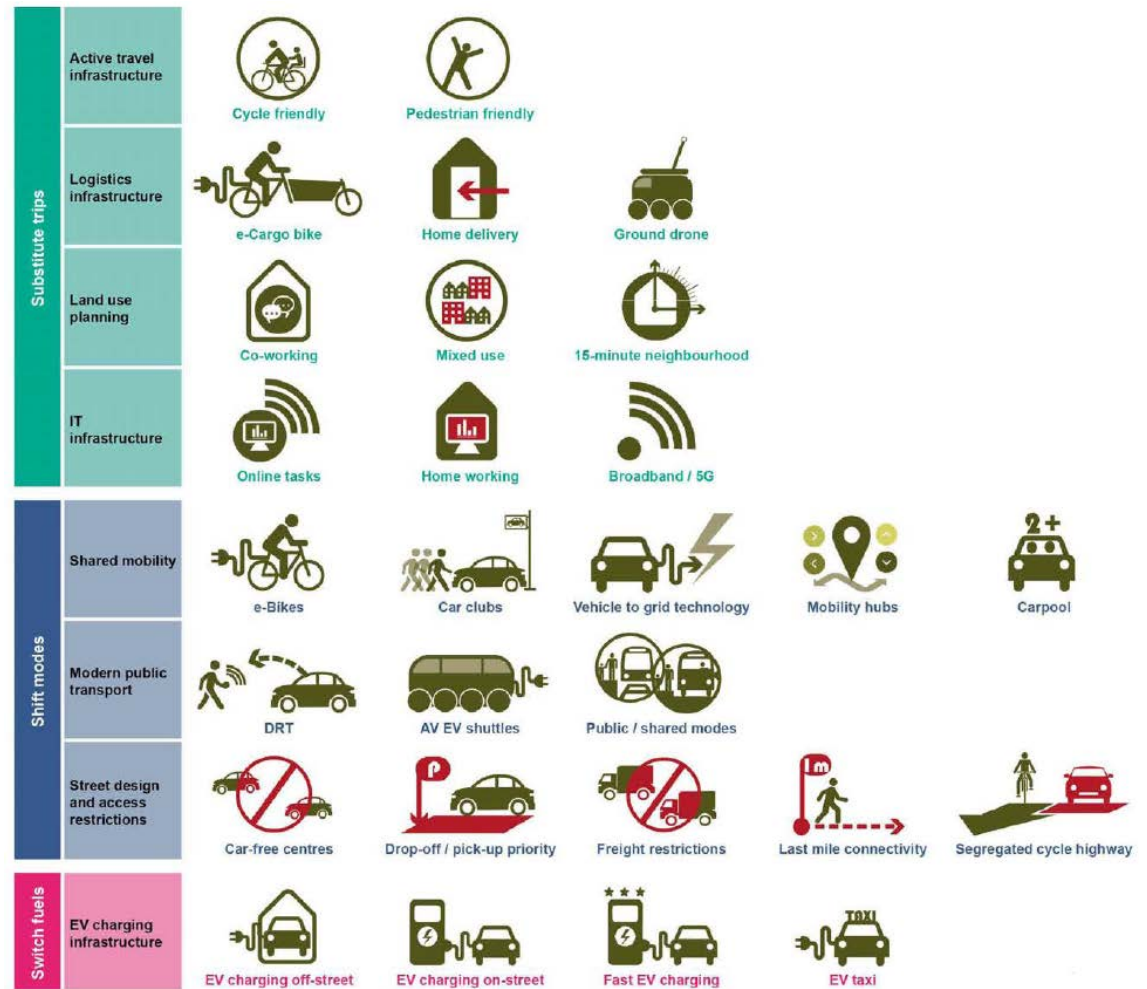 Substitute trips
Active travel
infrastructure
Cycle friendly
Pedestrian friendly
Logistics
infrastructure
e-Cargo bike
Home delivery
Ground drone
Land use
planning
Co-working
Mixed use
15-minute neighbourhood
IT
infrastructure
Online tasks
Home working
Broadband / 5G
Shift modes
Shared mobility
e-Bikes
Car clubs
Vehicle to grid technology
Mobility hubs
2+
Carpool
Modern public
transport
DRT
AV EV shuttles
Public / shared modes
Street design
and access
restrictions
Car-free centres
P
Drop-off / pick-up priority
Freight restrictions
1m
Last mile connectivity
Segregated cycle highway
Switch fuels
EV charging
infrastructure
EV charging off-street
EV charging on-street
Fast EV charging
TAXI
EV taxi